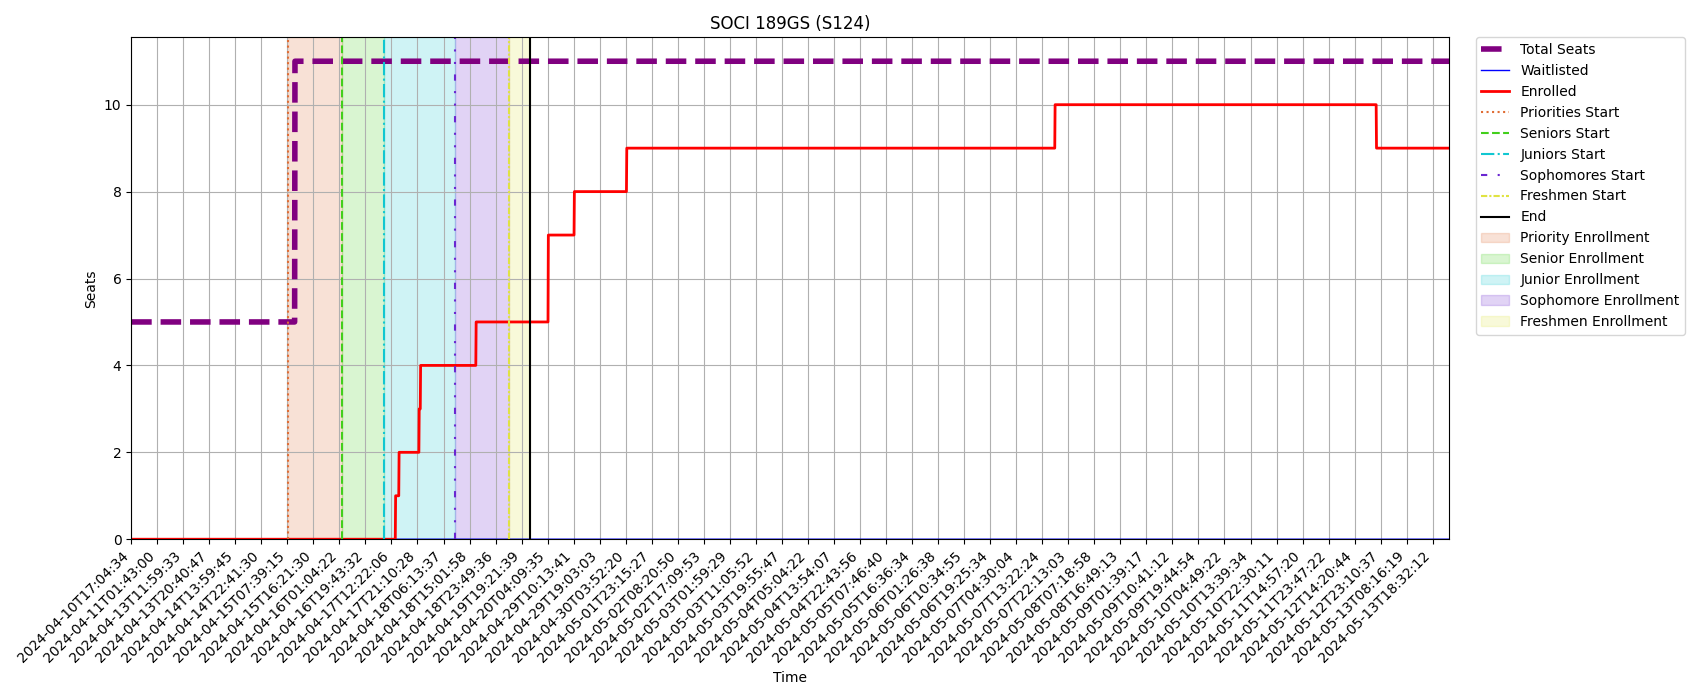 SOCI 189GS (S124)
Total Seats
Waitlisted
Enrolled
Priorities Start
Seniors Start
Juniors Start
Sophomores Start
Freshmen Start
End
Priority Enrollment
Senior Enrollment
Junior Enrollment
Sophomore Enrollment
Freshmen Enrollment
Seats
10
8
6
4
2
0
2024-04-10T17:04:34
2024-04-11T01:43:00
2024-04-13T11:59:33
2024-04-13T20:40:47
2024-04-14T13:59:45
2024-04-14T22:41:30
2024-04-15T07:39:15
2024-04-15T16:21:30
2024-04-16T01:04:22
2024-04-16T19:43:32
2024-04-17T12:22:06
2024-04-17T21:10:28
2024-04-18T06:13:37
2024-04-18T15:01:58
2024-04-18T23:49:36
2024-04-19T19:21:39
2024-04-20T04:09:35
2024-04-29T10:13:41
2024-04-29T19:03:03
2024-04-30T03:52:20
2024-05-01T23:15:27
2024-05-02T08:20:50
2024-05-02T17:09:53
2024-05-03T01:59:29
2024-05-03T11:05:52
2024-05-03T19:55:47
2024-05-04T05:04:22
2024-05-04T13:54:07
2024-05-04T22:43:56
2024-05-05T07:46:40
2024-05-05T16:36:34
2024-05-06T01:26:38
2024-05-06T10:34:55
2024-05-06T19:25:34
2024-05-07T04:30:04
2024-05-07T13:22:24
2024-05-07T22:13:03
2024-05-08T07:18:58
2024-05-08T16:49:13
2024-05-09T01:39:17
2024-05-09T10:41:12
2024-05-09T19:44:54
2024-05-10T04:49:22
2024-05-10T13:39:34
2024-05-10T22:30:11
2024-05-11T14:57:20
2024-05-11T23:47:22
2024-05-12T14:20:44
2024-05-12T23:10:37
2024-05-13T08:16:19
2024-05-13T18:32:12
Time